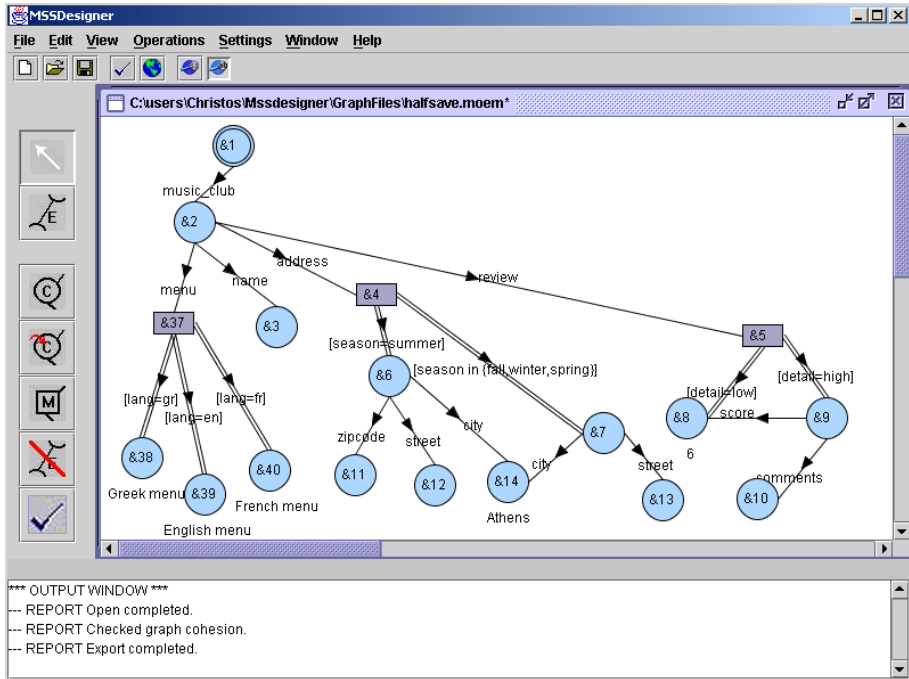 MSSDesigner
File Edit View Operations Settings Window Help
C:\users\Christos\Mssdesigner\GraphFiles\halfsave.moem*
&1
music_club
&2
address
review
menu
name
&4
&37
&3
&5
[season=summer]
[season in {fall,winter,spring}]
&6
[detail=high]
[detail=low]
[lang=gr]
[lang=fr]
[lang=en]
score
&8
&9
city
zipcode
street
&7
6
&38
&40
&11
&12
&14
city
street
&39
&13
&10
comments
Greek menu
French menu
Athens
English menu
E
C
C
M
E
*** OUTPUT WINDOW ***
--- REPORT Open completed.
--- REPORT Checked graph cohesion.
--- REPORT Export completed.